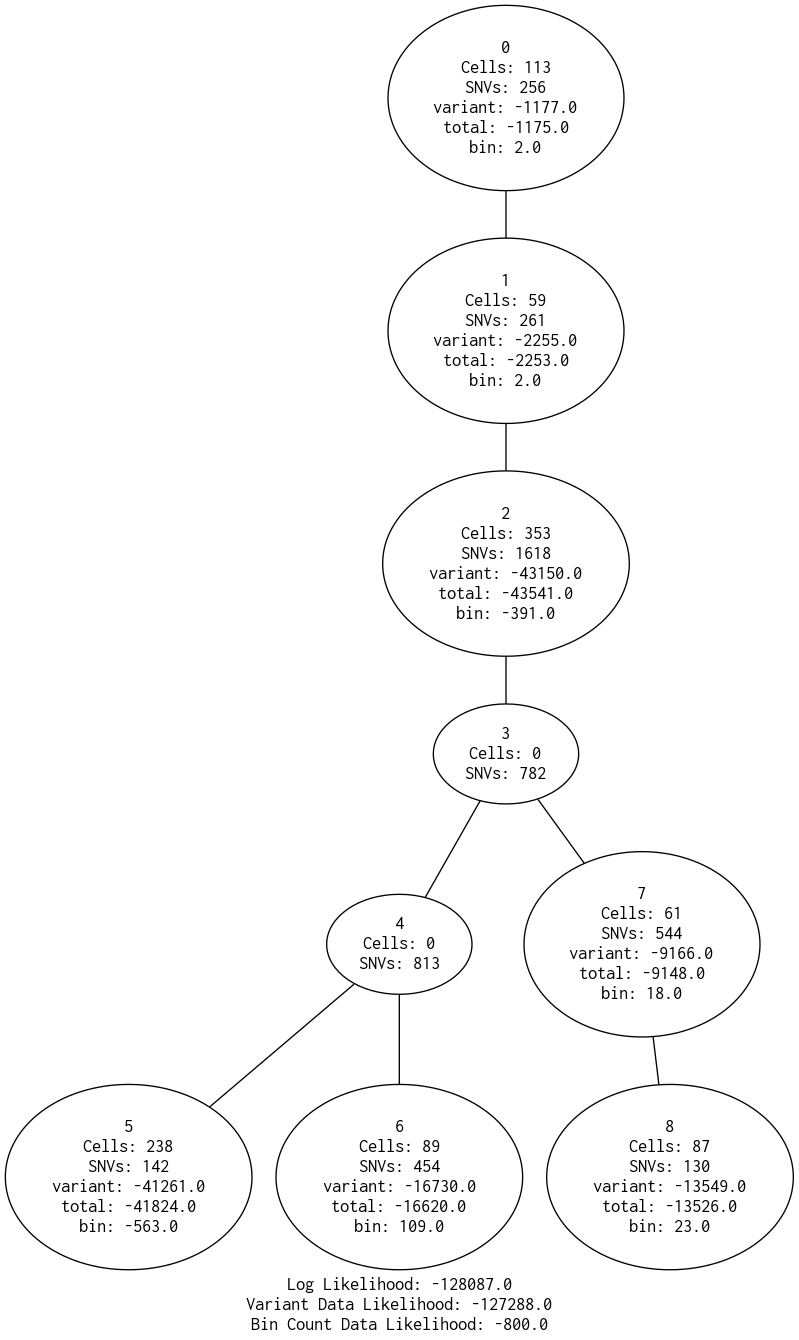 0
Cells: 113
SNVs: 256
variant: -1177.0
total: -1175.0
bin: 2.0
1
Cells: 59
SNVs: 261
variant: -2255.0
total: -2253.0
bin: 2.0
2
Cells: 353
SNVs: 1618
variant: -43150.0
total: -43541.0
bin: -391.0
3
Cells: 0
SNVs: 782
4
Cells: 0
SNVs: 813
7
Cells: 61
SNVs: 544
variant: -9166.0
total: -9148.0
bin: 18.0
5
Cells: 238
SNVs: 142
variant: -41261.0
total: -41824.0
bin: -563.0
6
Cells: 89
SNVs: 454
variant: -16730.0
total: -16620.0
bin: 109.0
8
Cells: 87
SNVs: 130
variant: -13549.0
total: -13526.0
bin: 23.0
Log Likelihood: -128087.0
Variant Data Likelihood: -127288.0
Bin Count Data Likelihood: -800.0